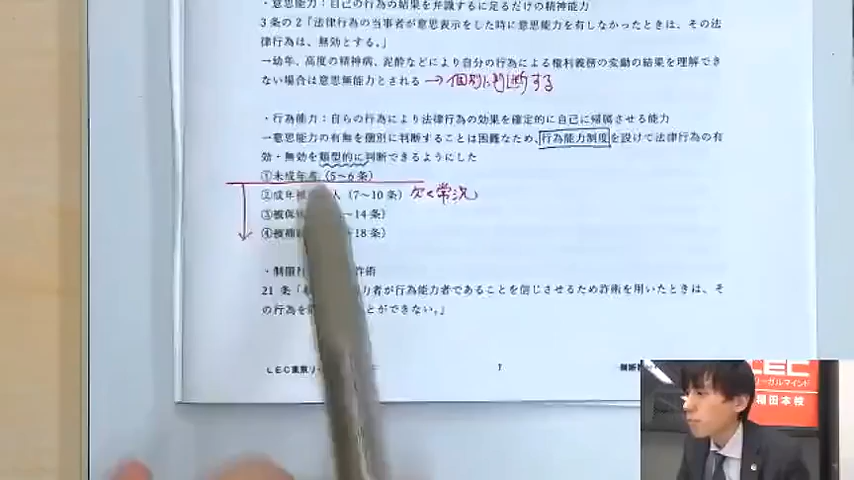 ・意思能力：自己の行為の結果を弁識するに足るだけの精神能力
3条の2「法律行為の当事者が意思表示をした時に意思能力を有しなかったときは、その法
律行為は、無効とする。」
→幼年、高度の精神病、泥酔などにより自分の行為による権利義務の変動の結果を理解でき
ない場合は意思無能力とされる →個別に判断する
・行為能力：自らの行為により法律行為の効果を確定的に自己に帰属させる能力
→意思能力の有無を個別に判断することは困難なため、行為能力制度を設けて法律行為の有
効・無効を類型的に判断できるようにした
①未成年者（5～6条）
②成年被 人（7～10条）欠く常況
③被保 ～14条）
④被補 ～18条）
・制限 詐術
21条「 力者が行為能力者であることを信じさせるため詐術を用いたときは、そ
の行為を ことができない。」
LEC東京リー 7
LEC
リーガルマインド
稲田本校